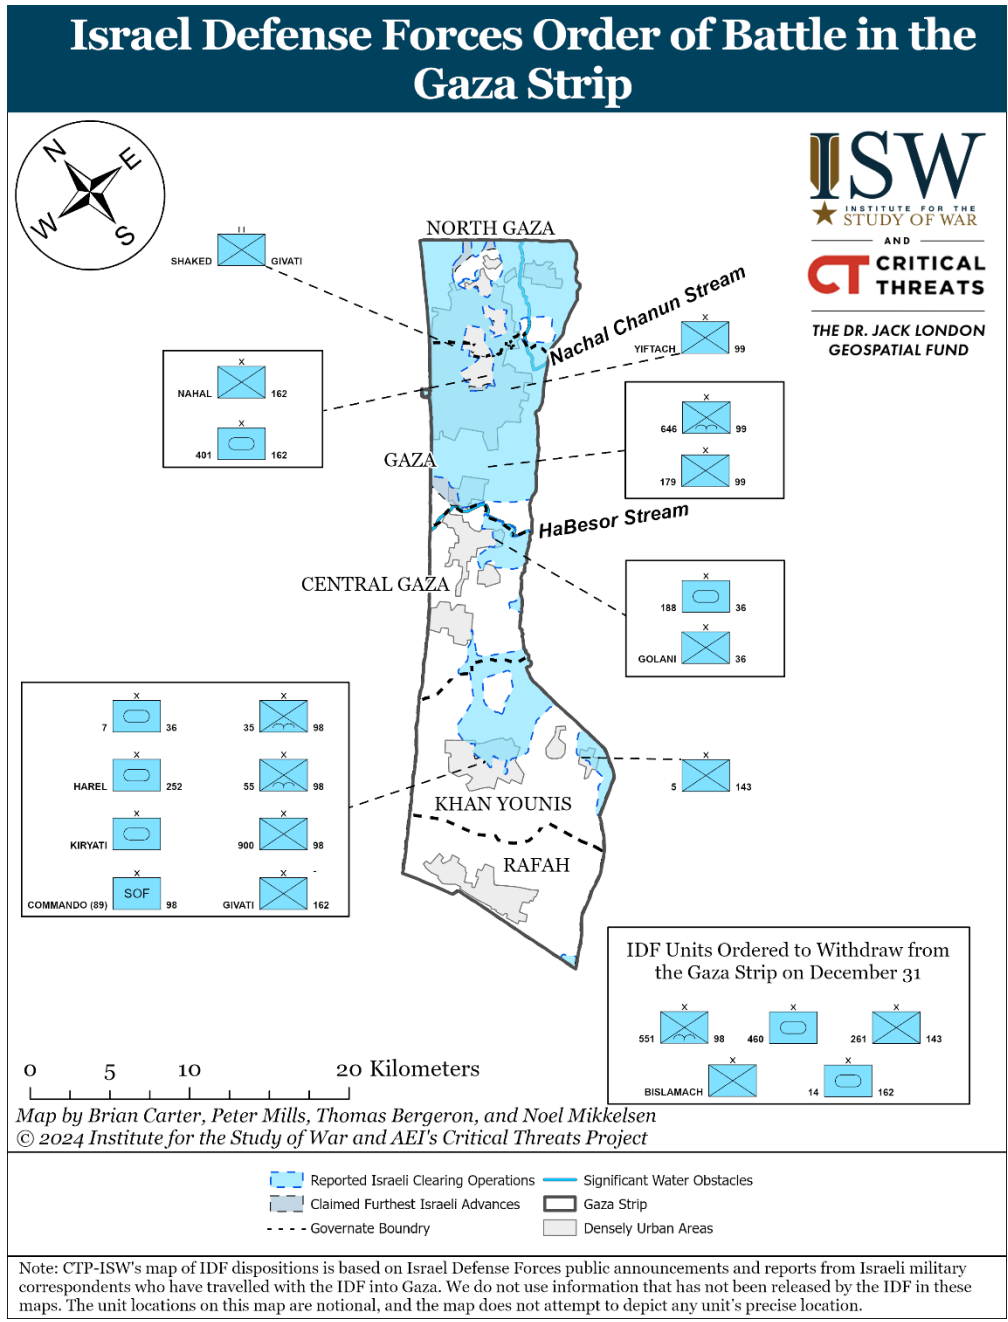 Israel Defense Forces Order of Battle in the
Gaza Strip
N
E
W
S
ISW
INSTITUTE FOR THE
STUDY OF WAR
AND
CT CRITICAL
THREATS
THE DR. JACK LONDON
GEOSPATIAL FUND
NORTH GAZA
II
SHAKED GIVATI
Nachal Chanun Stream
X
YIFTACH 99
X
NAHAL 162
X
401 162
X
646 99
X
179 99
GAZA
HaBesor Stream
CENTRAL GAZA
X
188 36
X
GOLANI 36
X
7 36
X
35 98
X
HAREL 252
X
55 98
X
KIRYATI
X
900 98
X
SOF
COMMANDO (89) 98
X
-
GIVATI 162
X
5 143
KHAN YOUNIS
RAFAH
IDF Units Ordered to Withdraw from
the Gaza Strip on December 31
X
551 98
X
460
X
261 143
X
BISLAMACH
X
14 162
0 5 10 20 Kilometers
Map by Brian Carter, Peter Mills, Thomas Bergeron, and Noel Mikkelsen
© 2024 Institute for the Study of War and AEI's Critical Threats Project
Reported Israeli Clearing Operations
Significant Water Obstacles
Claimed Furthest Israeli Advances
Gaza Strip
Governate Boundry
Densely Urban Areas
Note: CTP-ISW's map of IDF dispositions is based on Israel Defense Forces public announcements and reports from Israeli military
correspondents who have travelled with the IDF into Gaza. We do not use information that has not been released by the IDF in these
maps. The unit locations on this map are notional, and the map does not attempt to depict any unit's precise location.